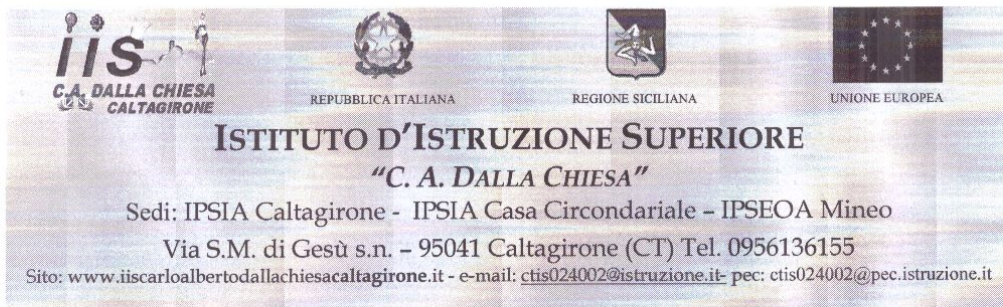 iis
C.A. DALLA CHIESA
CALTAGIRONE
REPUBBLICA ITALIANA
REGIONE SICILIANA
UNIONE EUROPEA
ISTITUTO D'ISTRUZIONE SUPERIORE
"C. A. DALLA CHIESA"
Sedi: IPSIA Caltagirone - IPSIA Casa Circondariale – IPSEOA Mineo
Via S.M. di Gesù s.n. – 95041 Caltagirone (CT) Tel. 0956136155
Sito: www.iiscarloalbertodallachiesacaltagirone.it - e-mail: ctis024002@istruzione.it- pec: ctis024002@pec.istruzione.it